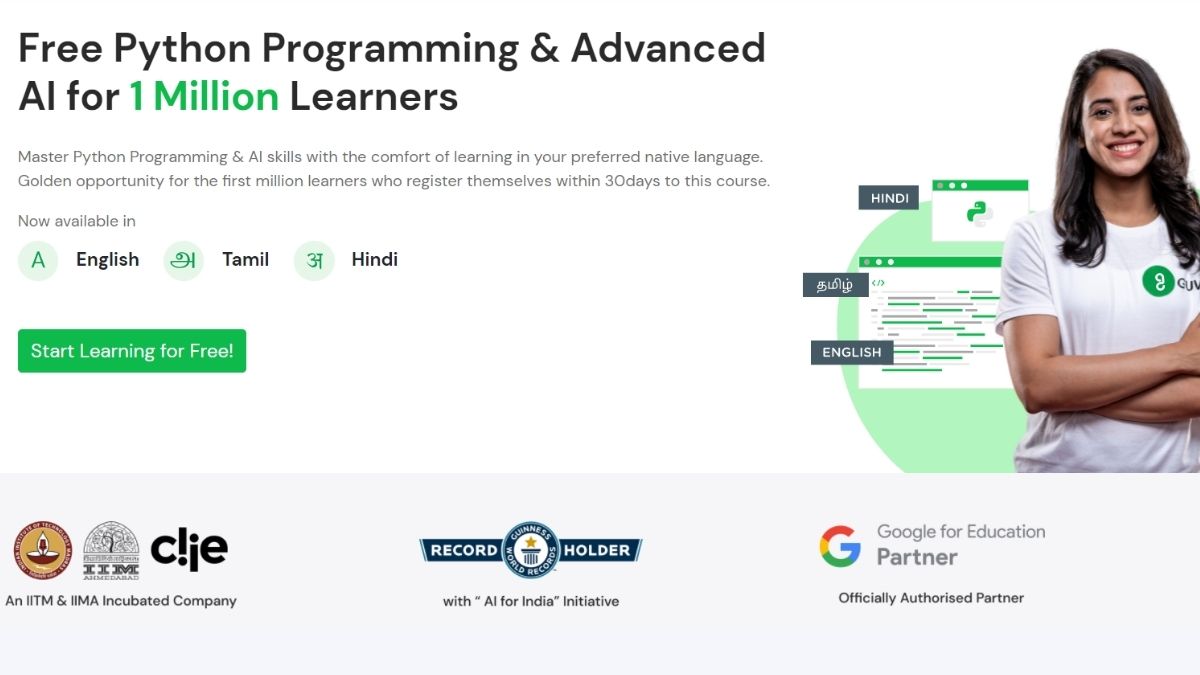 Free Python Programming & Advanced
AI for 1 Million Learners
Master Python Programming & AI skills with the comfort of learning in your preferred native language.
Golden opportunity for the first million learners who register themselves within 30days to this course.
Now available in
A English அ Tamil अ Hindi
Start Learning for Free!
HINDI
தமிழ்
</>
ENGLISH
GUV
IIM
AHMEDABAD
c!je
An IITM & IIMA Incubated Company
RECORD HOLDER
GUINNESS
WORLD RECORDS
with “ AI for India” Initiative
Google for Education
Partner
Officially Authorised Partner